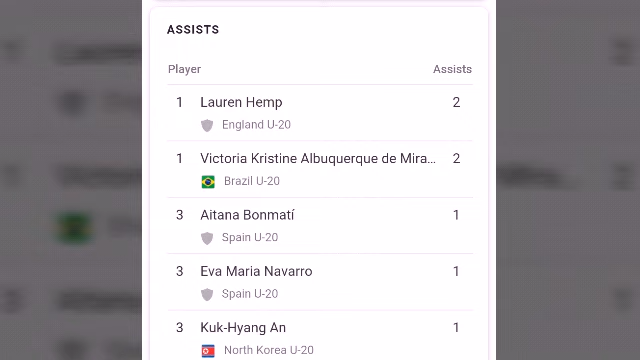 ASSISTS
Player Assists
1 Lauren Hemp 2
England U-20
1 Victoria Kristine Albuquerque de Mira... 2
Brazil U-20
3 Aitana Bonmatí 1
Spain U-20
3 Eva Maria Navarro 1
Spain U-20
3 Kuk-Hyang An 1
North Korea U-20